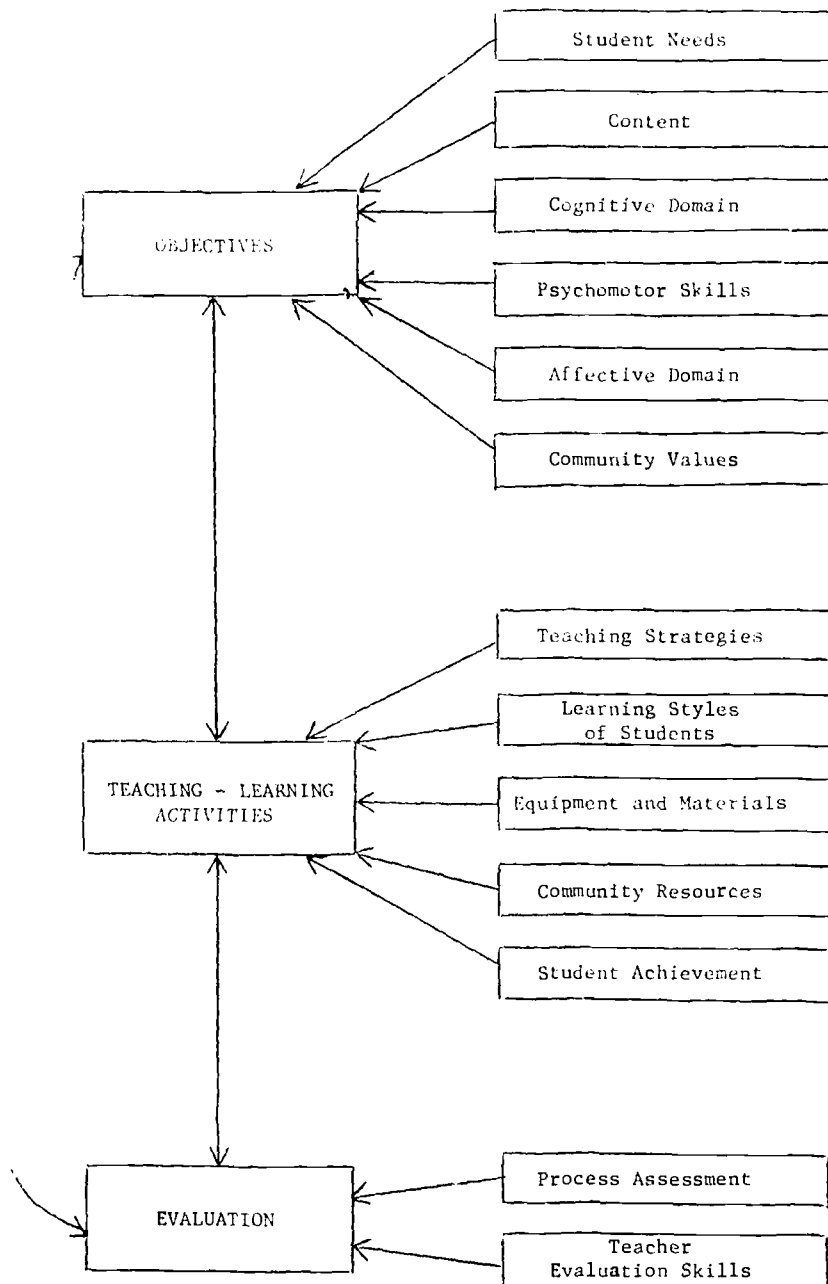 Student Needs
Content
Cognitive Domain
OBJECTIVES
Psychomotor Skills
Affective Domain
Community Values
Teaching Strategies
Learning Styles
of Students
TEACHING - LEARNING
ACTIVITIES
Equipment and Materials
Community Resources
Student Achievement
Process Assessment
EVALUATION
Teacher
Evaluation Skills